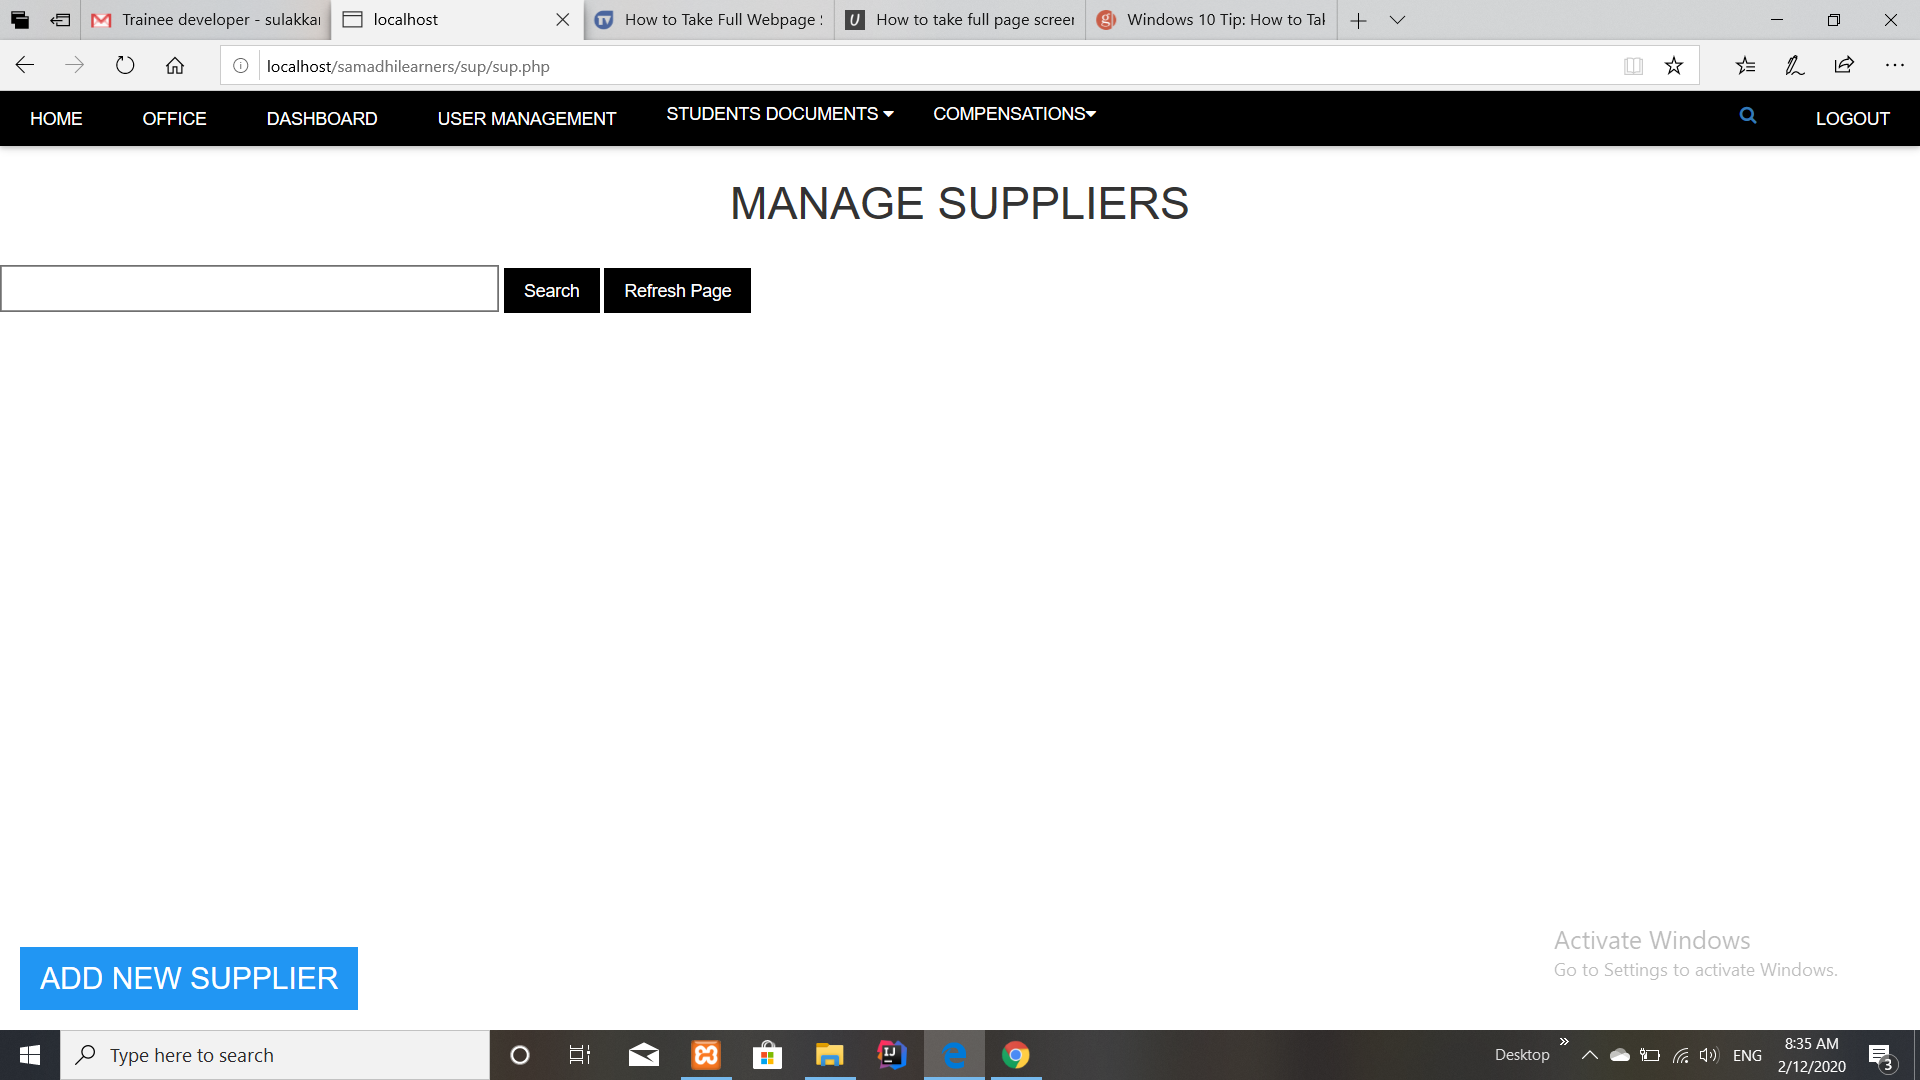 Trainee developer - sulakkar
localhost
How to Take Full Webpage S
How to take full page screen
Windows 10 Tip: How to Tak
localhost/samadhilearners/sup/sup.php
HOME OFFICE DASHBOARD USER MANAGEMENT STUDENTS DOCUMENTS COMPENSATIONS LOGOUT
MANAGE SUPPLIERS
Search Refresh Page
Activate Windows
Go to Settings to activate Windows.
ADD NEW SUPPLIER
Type here to search
Desktop
ENG
8:35 AM
2/12/2020
3